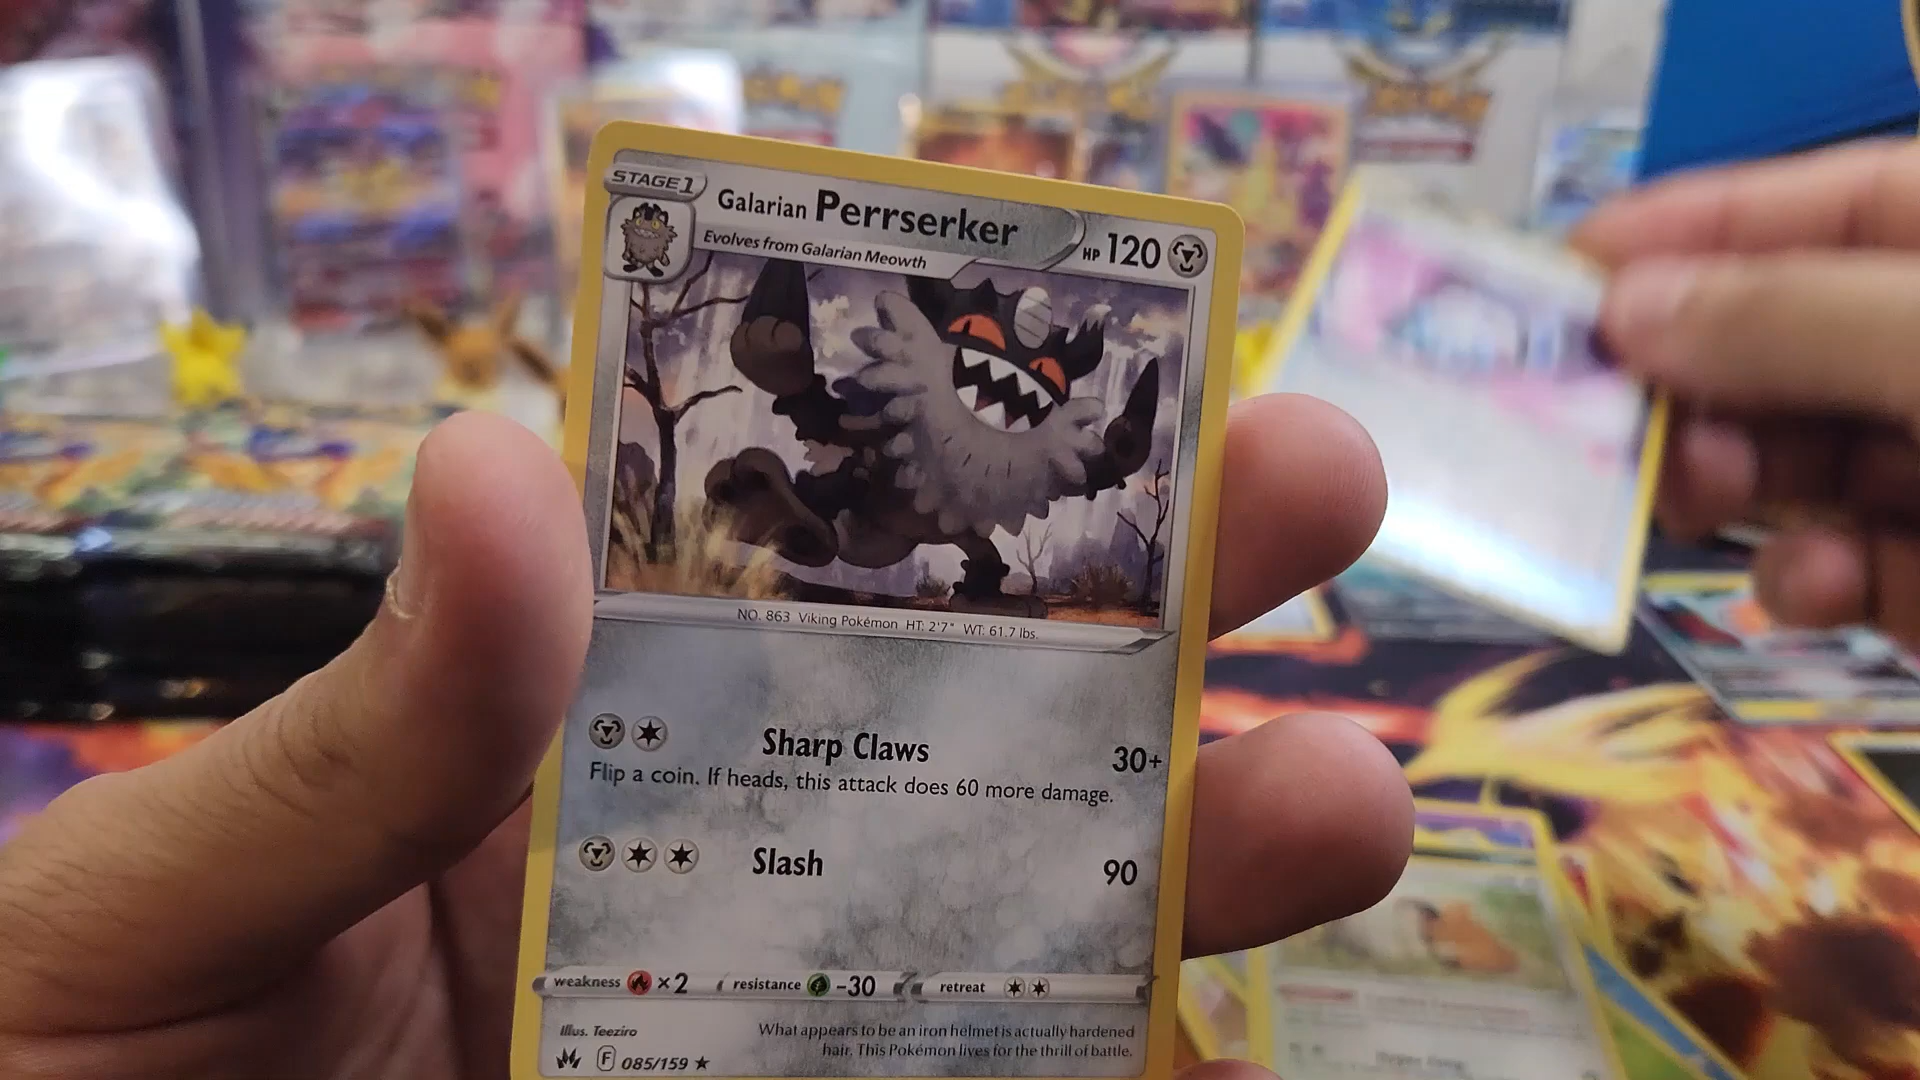 STAGE 1
Galarian Perrserker
HP 120
Evolves from Galarian Meowth
NO. 863 Viking Pokémon HT: 2'7" WT: 61.7 lbs.
Sharp Claws 30+
Flip a coin. If heads, this attack does 60 more damage.
Slash 90
weakness ×2 resistance -30 retreat
Illus. Teeziro
What appears to be an iron helmet is actually hardened
hair. This Pokémon lives for the thrill of battle.
F 085/159 ★